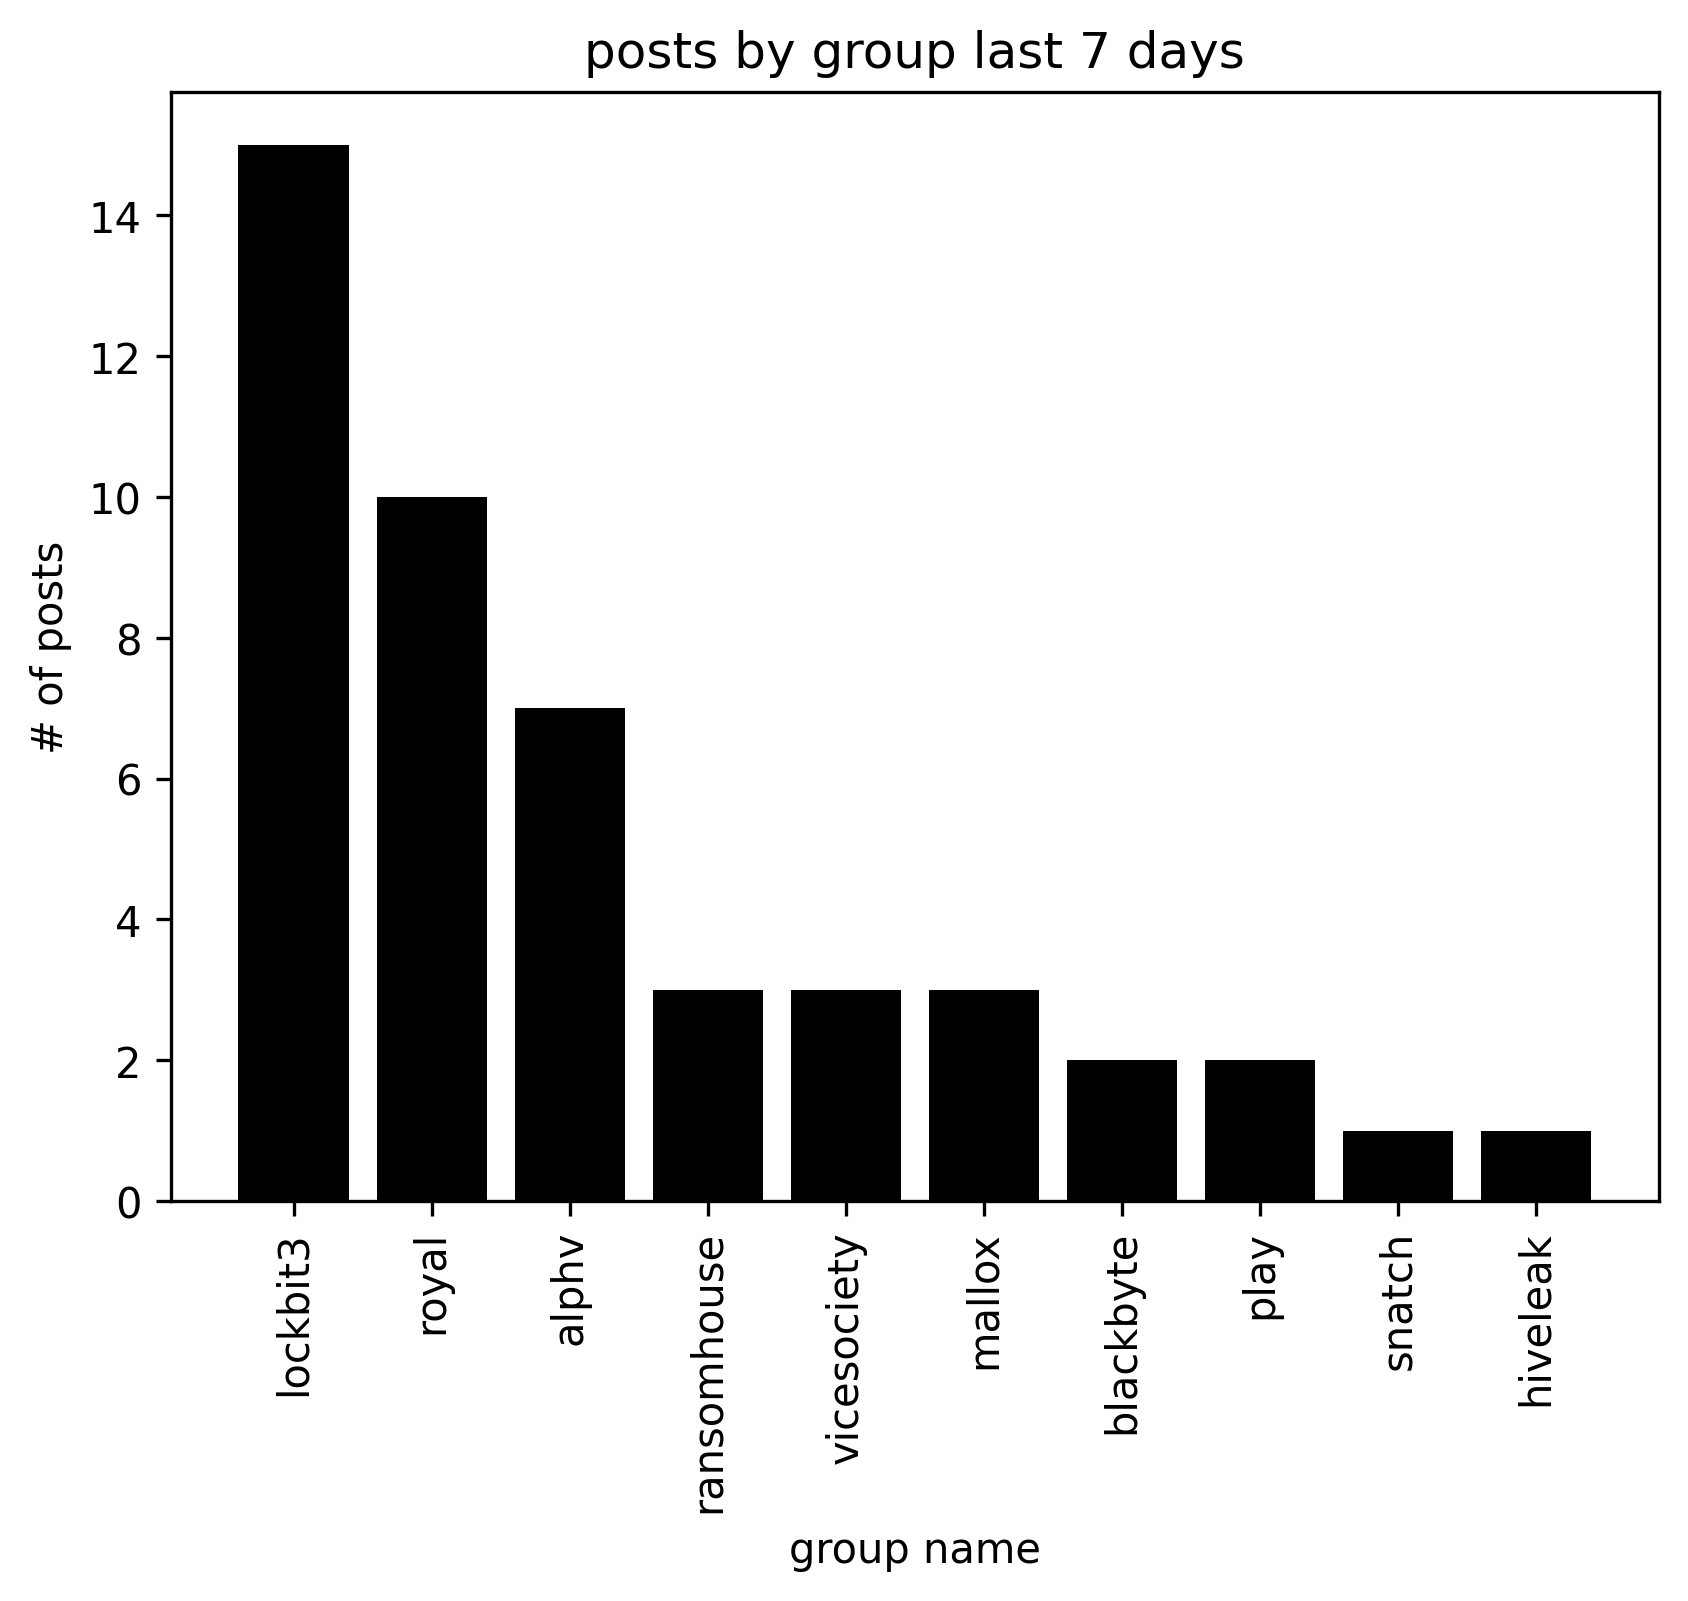 posts by group last 7 days
# of posts
14
12
10
8
6
4
2
0
lockbit3
royal
alphv
ransomhouse
vicesociety
mallox
blackbyte
play
snatch
hiveleak
group name